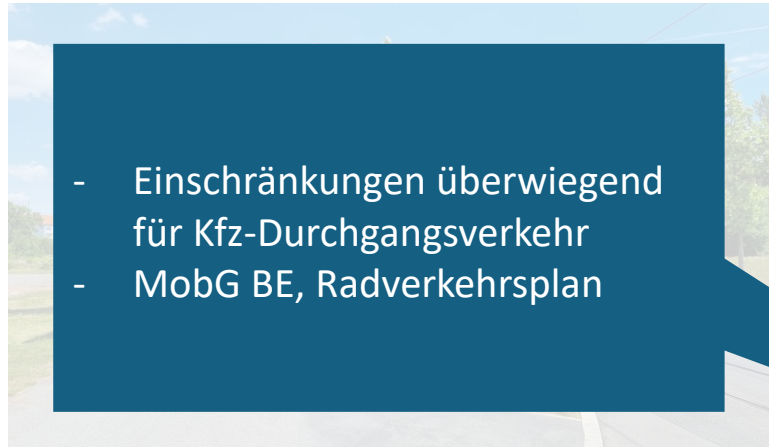 - Einschränkungen überwiegend
für Kfz-Durchgangsverkehr
- MobG BE, Radverkehrsplan